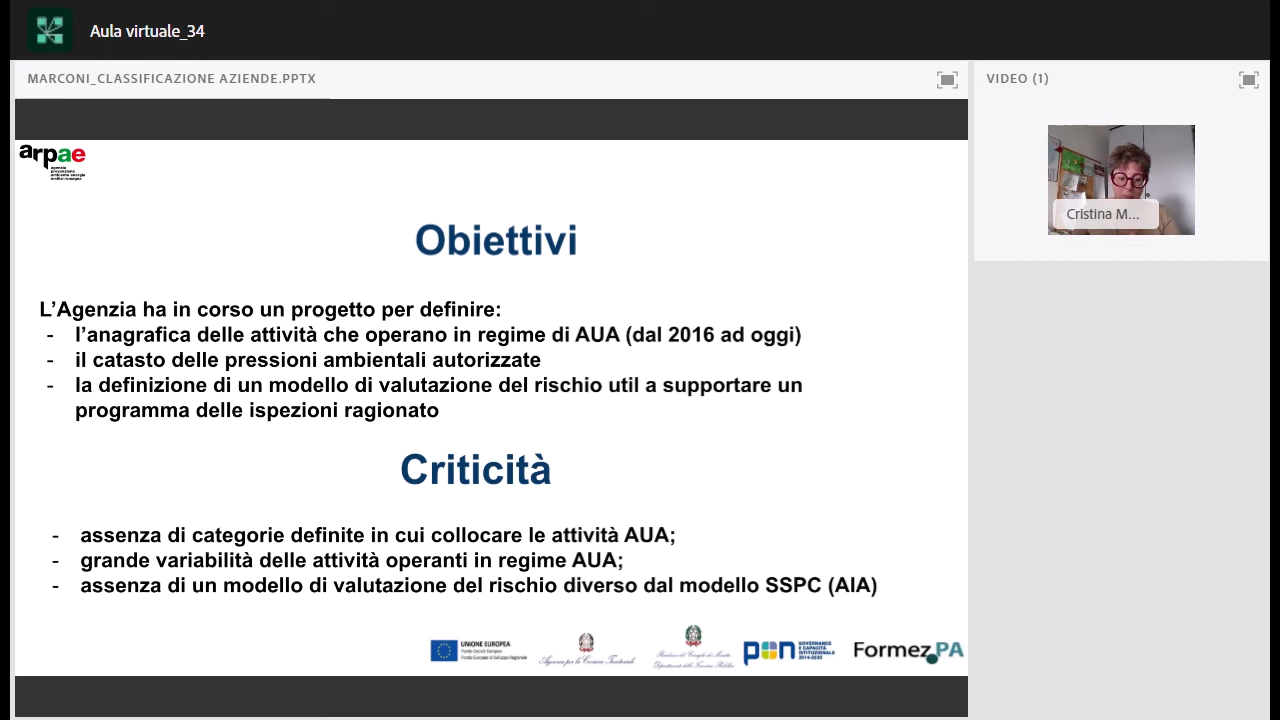 Aula virtuale_34
MARCONI_CLASSIFICAZIONE AZIENDE.PPTX
VIDEO (1)
arpae
agenzia
prevenzione
ambiente energia
emilia-romagna
Cristina M...
Obiettivi
L’Agenzia ha in corso un progetto per definire:
- l’anagrafica delle attività che operano in regime di AUA (dal 2016 ad oggi)
- il catasto delle pressioni ambientali autorizzate
- la definizione di un modello di valutazione del rischio util a supportare un
programma delle ispezioni ragionato
Criticità
- assenza di categorie definite in cui collocare le attività AUA;
- grande variabilità delle attività operanti in regime AUA;
- assenza di un modello di valutazione del rischio diverso dal modello SSPC (AIA)
UNIONE EUROPEA
Fondo Sociale Europeo
Fondo Europeo di Sviluppo Regionale
Agenzia per la Coesione Territoriale
Presidenza del Consiglio dei Ministri
Dipartimento della Funzione Pubblica
pon
GOVERNANCE
E CAPACITÀ
ISTITUZIONALE
2014-2020
FormezPA